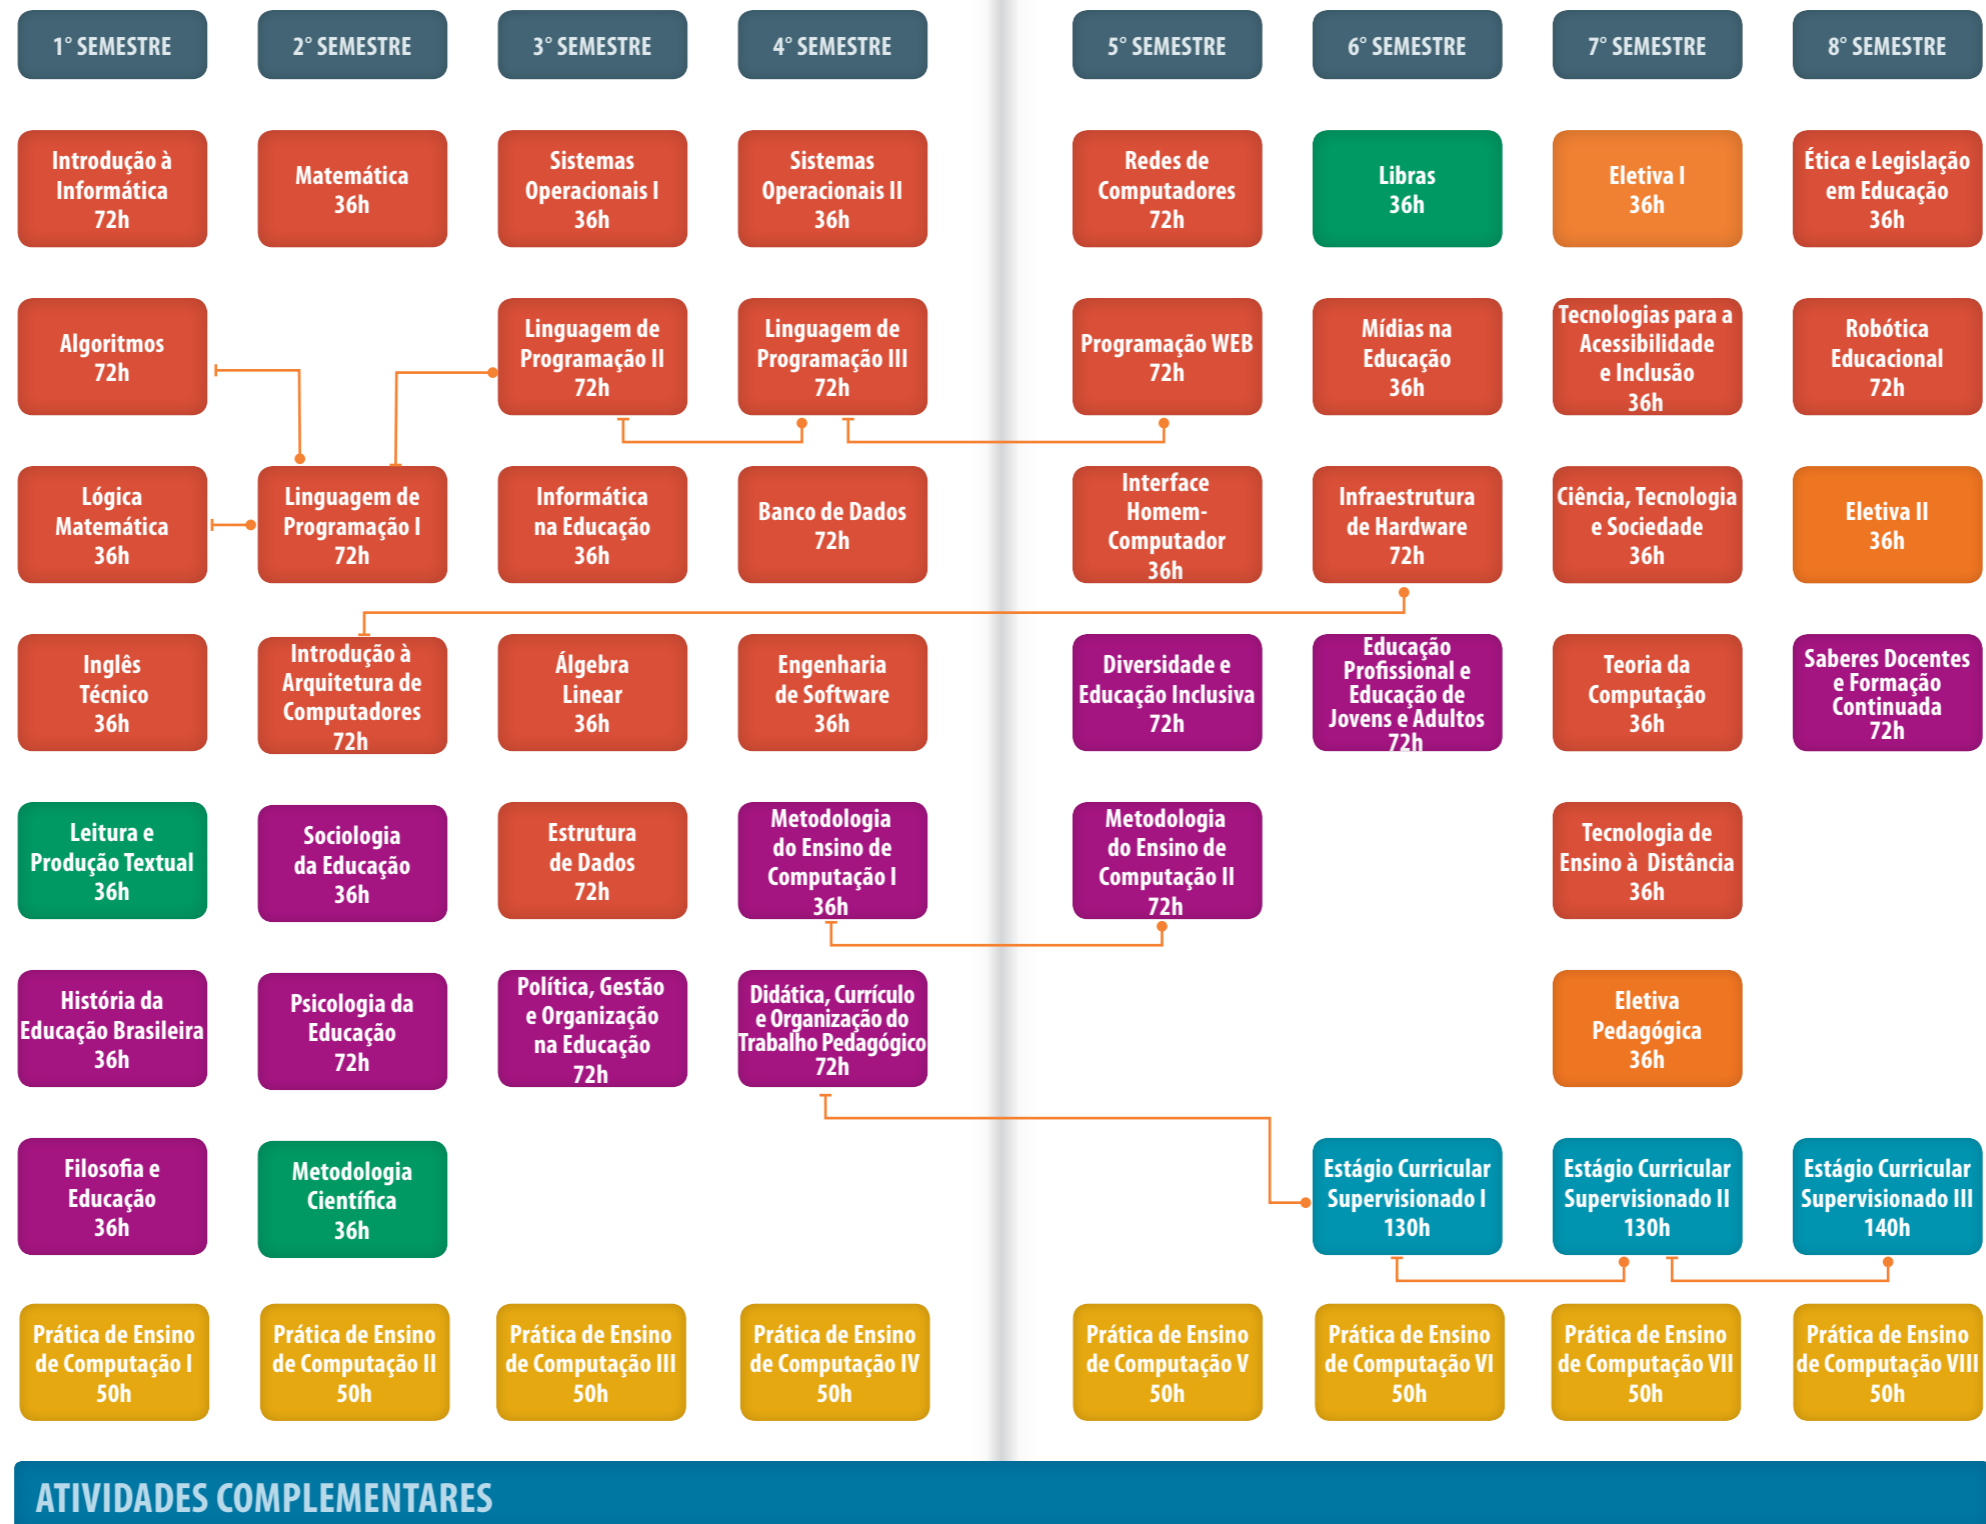 1° SEMESTRE
2° SEMESTRE
3° SEMESTRE
4° SEMESTRE
5° SEMESTRE
6° SEMESTRE
7° SEMESTRE
8° SEMESTRE
Introdução à
Informática
72h
Matemática
36h
Sistemas
Operacionais I
36h
Sistemas
Operacionais II
36h
Redes de
Computadores
72h
Libras
36h
Eletiva I
36h
Ética e Legislação
em Educação
36h
Algoritmos
72h
Linguagem de
Programação II
72h
Linguagem de
Programação III
72h
Programação WEB
72h
Mídias na
Educação
36h
Tecnologias para a
Acessibilidade
e Inclusão
36h
Robótica
Educacional
72h
Lógica
Matemática
36h
Linguagem de
Programação I
72h
Informática
na Educação
36h
Banco de Dados
72h
Interface
Homem-
Computador
36h
Infraestrutura
de Hardware
72h
Ciência, Tecnologia
e Sociedade
36h
Eletiva II
36h
Inglês
Técnico
36h
Introdução à
Arquitetura de
Computadores
72h
Álgebra
Linear
36h
Engenharia
de Software
36h
Diversidade e
Educação Inclusiva
72h
Educação
Profissional e
Educação de
Jovens e Adultos
72h
Teoria da
Computação
36h
Saberes Docentes
e Formação
Continuada
72h
Leitura e
Produção Textual
36h
Sociologia
da Educação
36h
Estrutura
de Dados
72h
Metodologia
do Ensino de
Computação I
36h
Metodologia
do Ensino de
Computação II
72h
Tecnologia de
Ensino à Distância
36h
História da
Educação Brasileira
36h
Psicologia da
Educação
72h
Política, Gestão
e Organização
na Educação
72h
Didática, Currículo
e Organização do
Trabalho Pedagógico
72h
Eletiva
Pedagógica
36h
Filosofia e
Educação
36h
Metodologia
Científica
36h
Estágio Curricular
Supervisionado I
130h
Estágio Curricular
Supervisionado II
130h
Estágio Curricular
Supervisionado III
140h
Prática de Ensino
de Computação I
50h
Prática de Ensino
de Computação II
50h
Prática de Ensino
de Computação III
50h
Prática de Ensino
de Computação IV
50h
Prática de Ensino
de Computação V
50h
Prática de Ensino
de Computação VI
50h
Prática de Ensino
de Computação VII
50h
Prática de Ensino
de Computação VIII
50h
ATIVIDADES COMPLEMENTARES